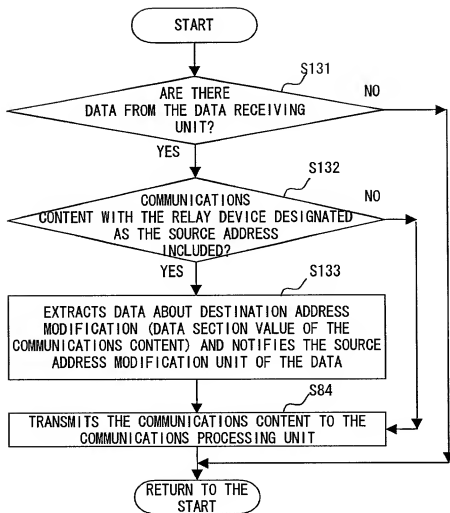 START
S131
ARE THERE
DATA FROM THE DATA RECEIVING
UNIT?
NO
YES
S132
COMMUNICATIONS
CONTENT WITH THE RELAY DEVICE DESIGNATED
AS THE SOURCE ADDRESS
INCLUDED?
NO
YES
S133
EXTRACTS DATA ABOUT DESTINATION ADDRESS
MODIFICATION (DATA SECTION VALUE OF THE
COMMUNICATIONS CONTENT) AND NOTIFIES THE SOURCE
ADDRESS MODIFICATION UNIT OF THE DATA
S84
TRANSMITS THE COMMUNICATIONS CONTENT TO THE
COMMUNICATIONS PROCESSING UNIT
RETURN TO THE
START